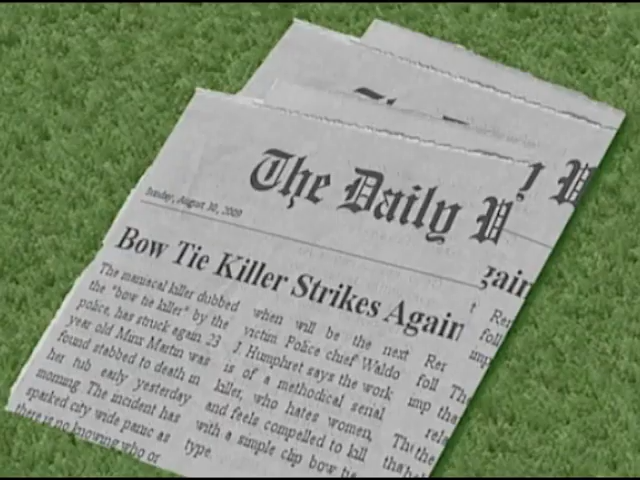 The Daily
Sunday, August 30, 2009
Bow Tie Killer Strikes Again
The maniacal killer dubbed
the "bow tie killer" by the
police, has struck again. 23
year old Minx Martin was
found stabbed to death in
her tub early yesterday
morning. The incident has
sparked city wide panic as
there is no knowing who or
when will be the next
victim. Police chief Waldo
J. Humphret says the work
is of a methodical serial
killer, who hates women,
and feels compelled to kill
with a simple clip bow tie
type.